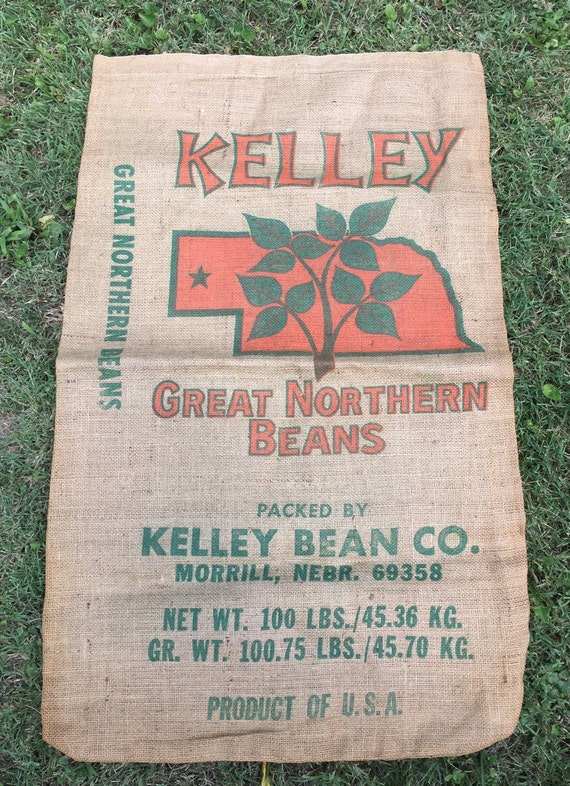 KELLEY
GREAT NORTHERN BEANS
GREAT NORTHERN
BEANS
PACKED BY
KELLEY BEAN CO.
MORRILL, NEBR. 69358
NET WT. 100 LBS./45.36 KG.
GR. WT. 100.75 LBS./45.70 KG.
PRODUCT OF U.S.A.